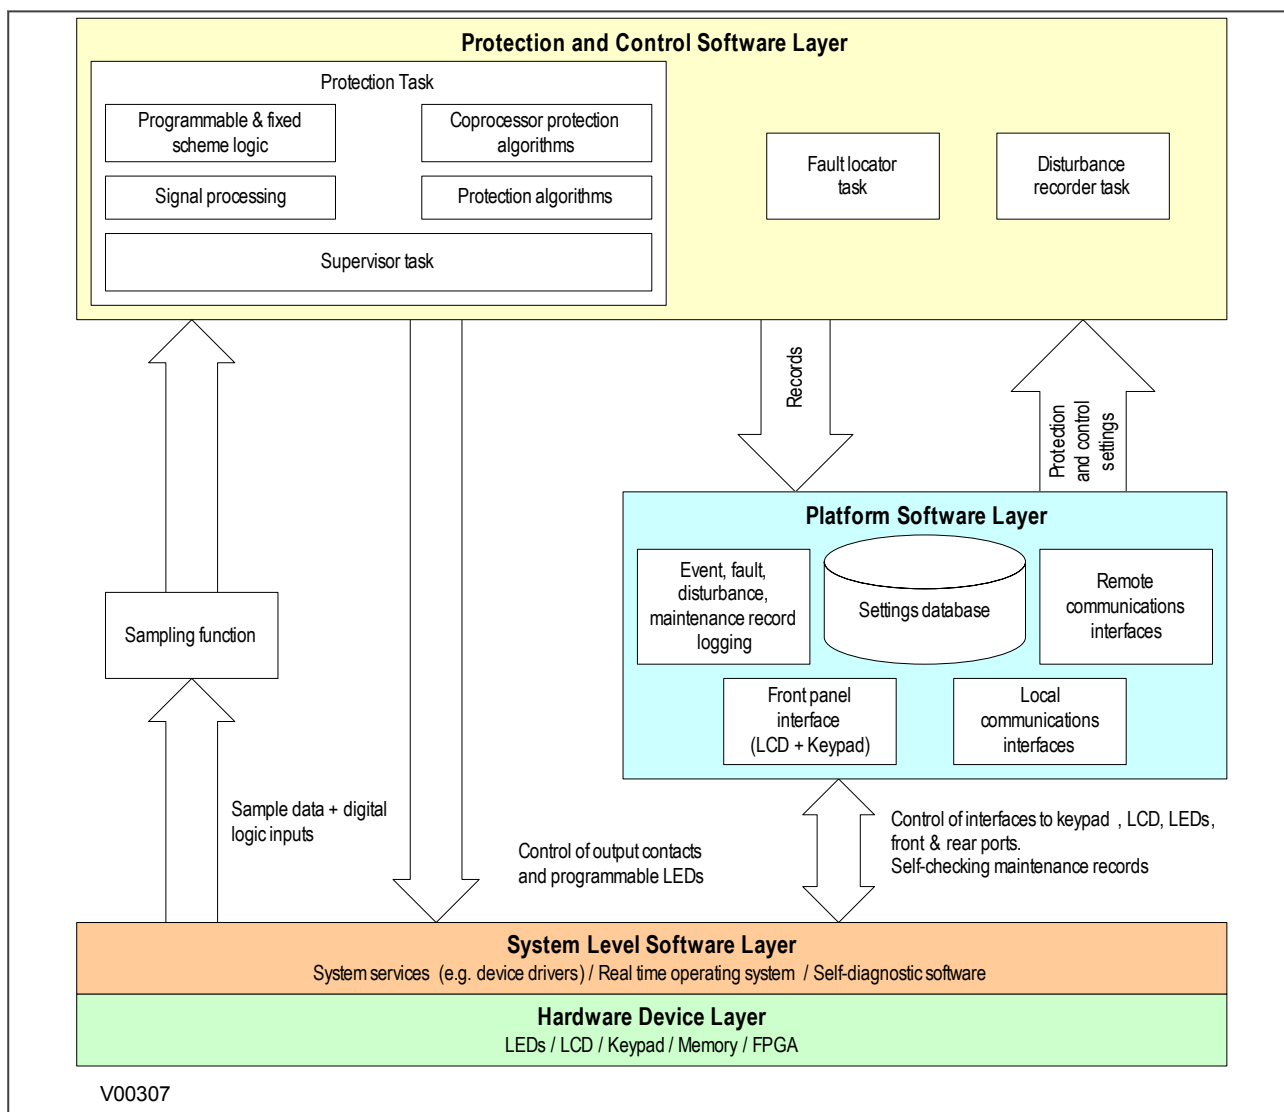 Protection and Control Software Layer
Protection Task
Programmable & fixed
scheme logic
Coprocessor protection
algorithms
Signal processing
Protection algorithms
Supervisor task
Fault locator
task
Disturbance
recorder task
Records
Protection
and control
settings
Platform Software Layer
Event, fault,
disturbance,
maintenance record
logging
Settings database
Remote
communications
interfaces
Front panel
interface
(LCD + Keypad)
Local
communications
interfaces
Sampling function
Sample data + digital
logic inputs
Control of output contacts
and programmable LEDs
Control of interfaces to keypad , LCD, LEDs,
front & rear ports.
Self-checking maintenance records
System Level Software Layer
System services (e.g. device drivers) / Real time operating system / Self-diagnostic software
Hardware Device Layer
LEDs / LCD / Keypad / Memory / FPGA
V00307